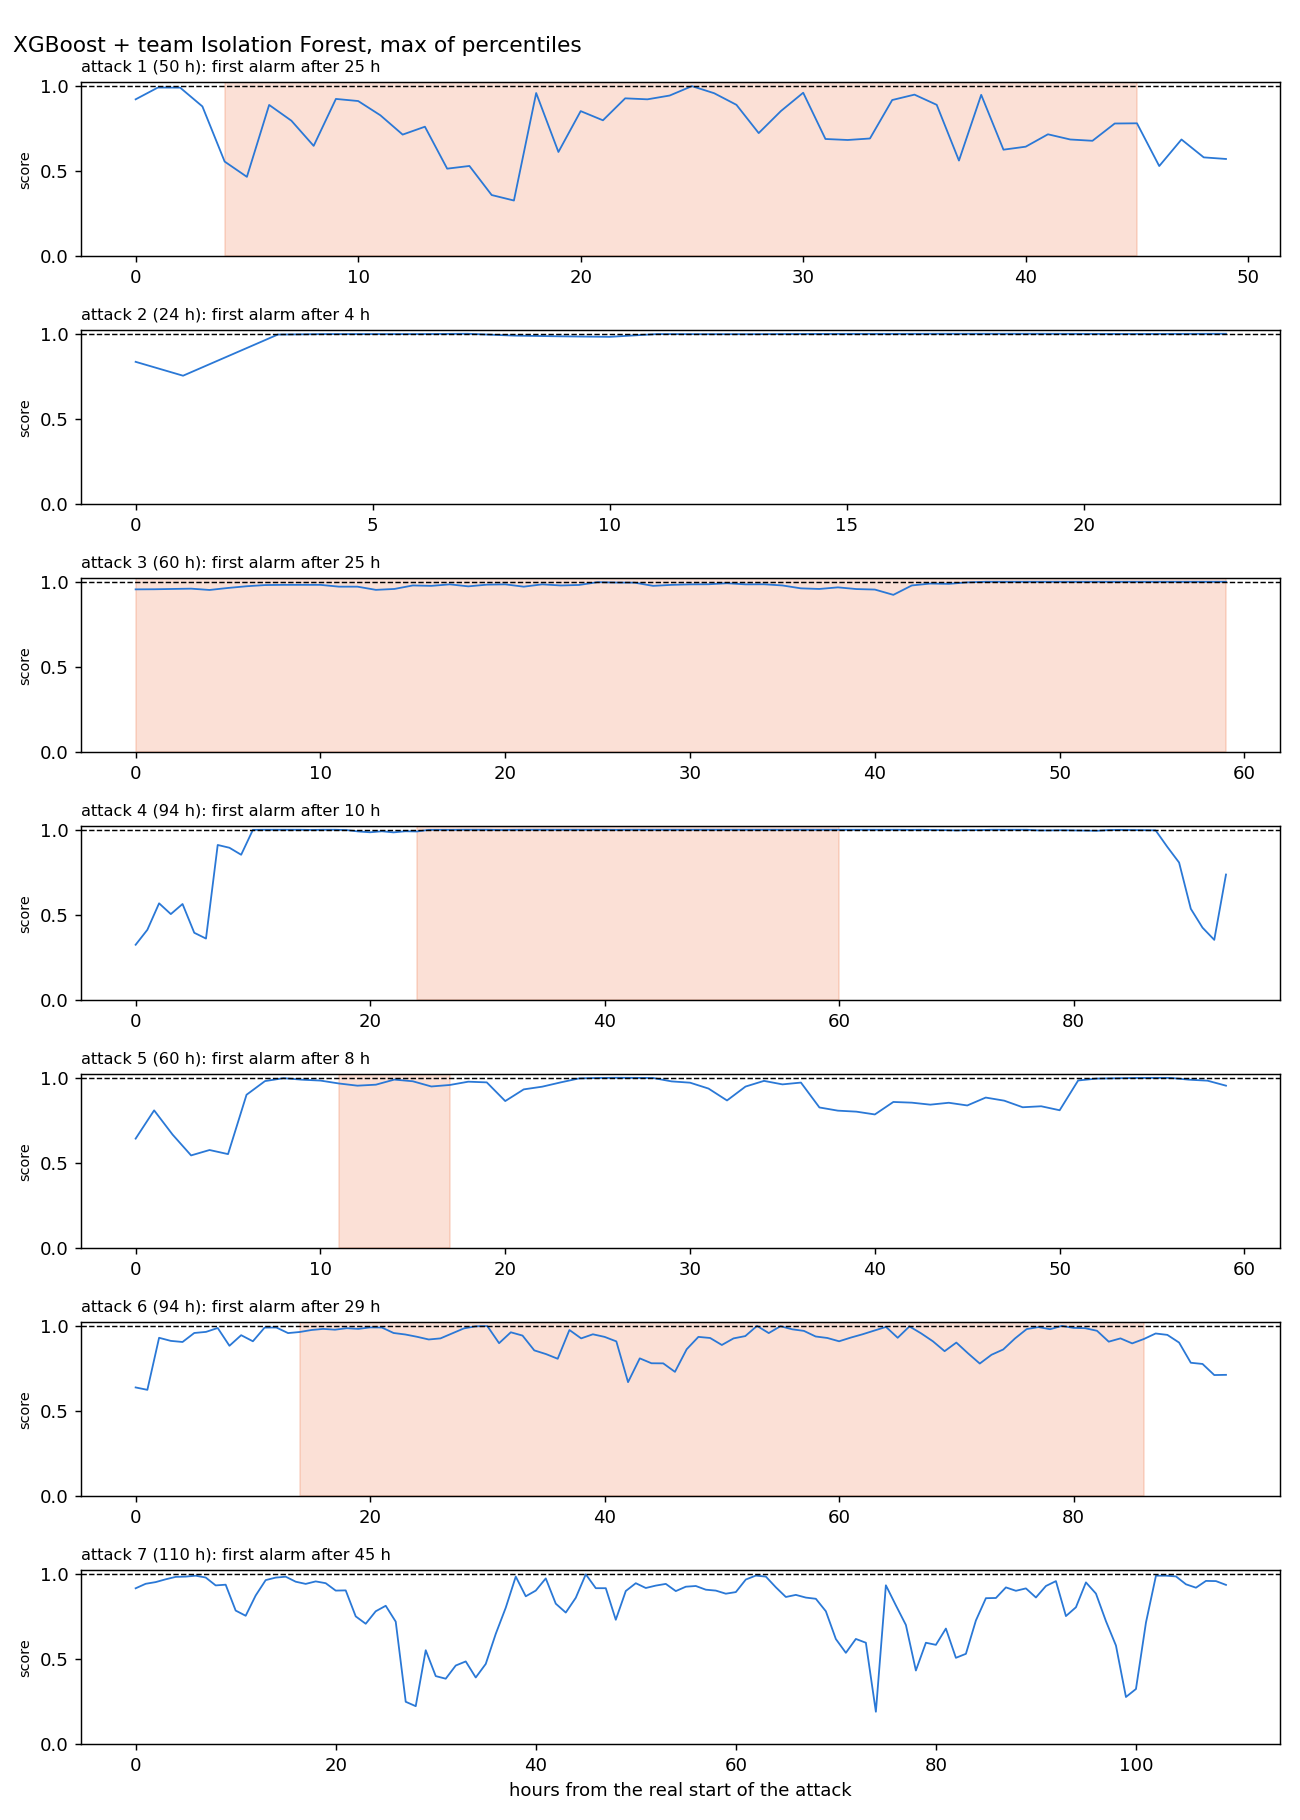 XGBoost + team Isolation Forest, max of percentiles
attack 1 (50 h): first alarm after 25 h
1.0
0.5
0.0
score
0 10 20 30 40 50
attack 2 (24 h): first alarm after 4 h
1.0
0.5
0.0
score
0 5 10 15 20
attack 3 (60 h): first alarm after 25 h
1.0
0.5
0.0
score
0 10 20 30 40 50 60
attack 4 (94 h): first alarm after 10 h
1.0
0.5
0.0
score
0 20 40 60 80
attack 5 (60 h): first alarm after 8 h
1.0
0.5
0.0
score
0 10 20 30 40 50 60
attack 6 (94 h): first alarm after 29 h
1.0
0.5
0.0
score
0 20 40 60 80
attack 7 (110 h): first alarm after 45 h
1.0
0.5
0.0
score
0 20 40 60 80 100
hours from the real start of the attack